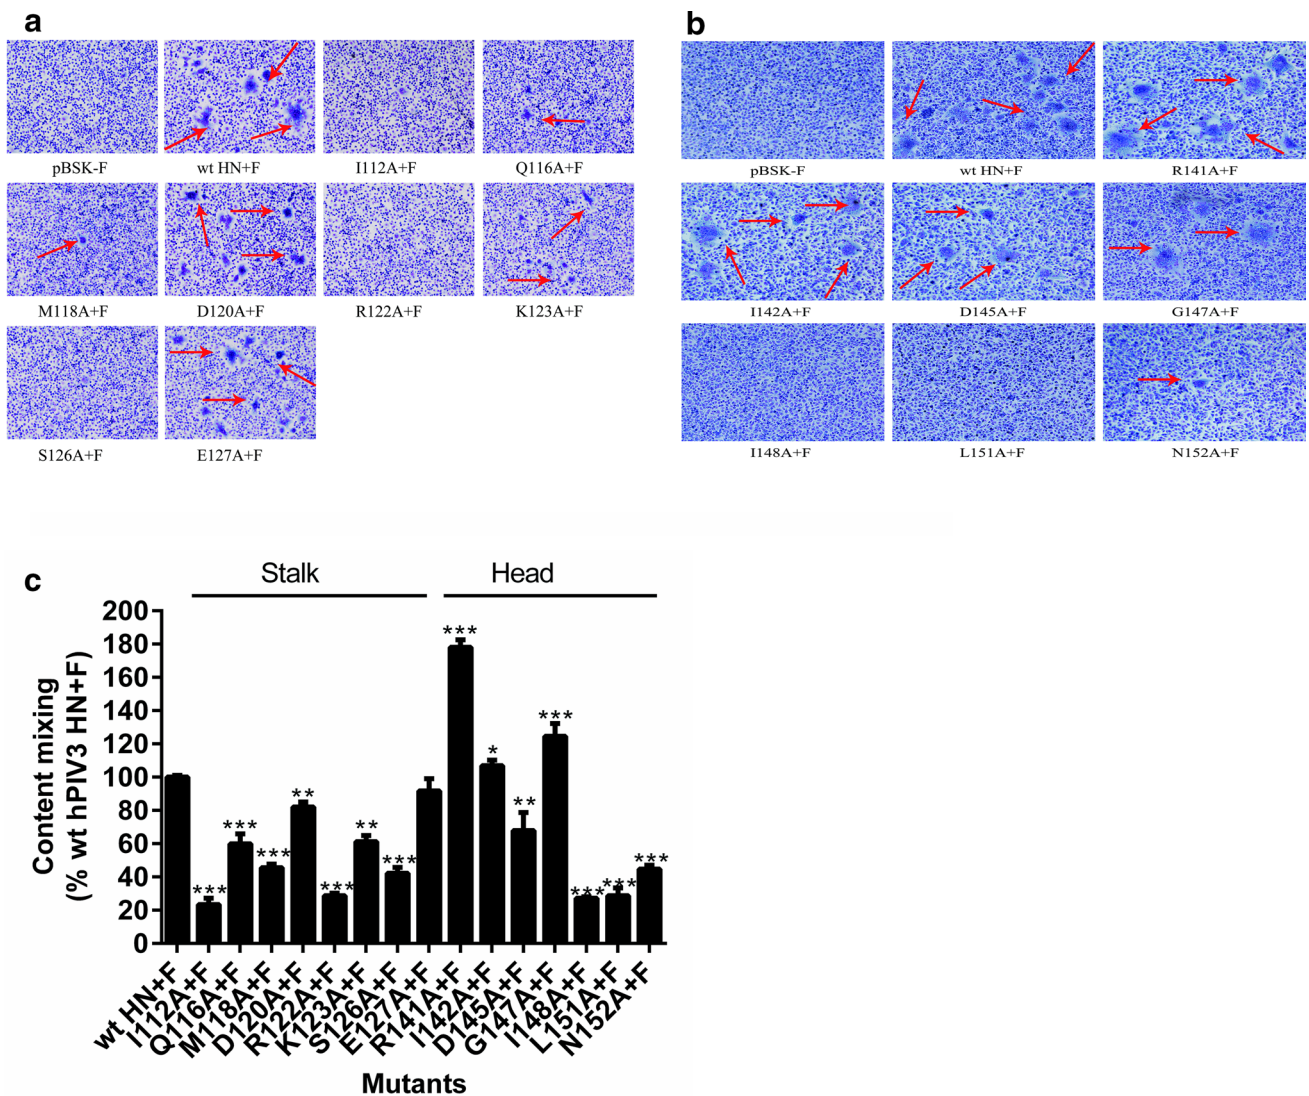 a
pBSK-F wt HN+F I112A+F Q116A+F
M118A+F D120A+F R122A+F K123A+F
S126A+F E127A+F
b
pBSK-F wt HN+F R141A+F
I142A+F D145A+F G147A+F
I148A+F L151A+F N152A+F
c
Stalk Head
Content mixing
(% wt hPIV3 HN+F)
200
180
160
140
120
100
80
60
40
20
0
***
***
***
**
***
**
***
***
*
**
***
***
***
***
wt HN+F
I112A+F
Q116A+F
M118A+F
D120A+F
R122A+F
K123A+F
S126A+F
E127A+F
R141A+F
I142A+F
D145A+F
G147A+F
I148A+F
L151A+F
N152A+F
Mutants